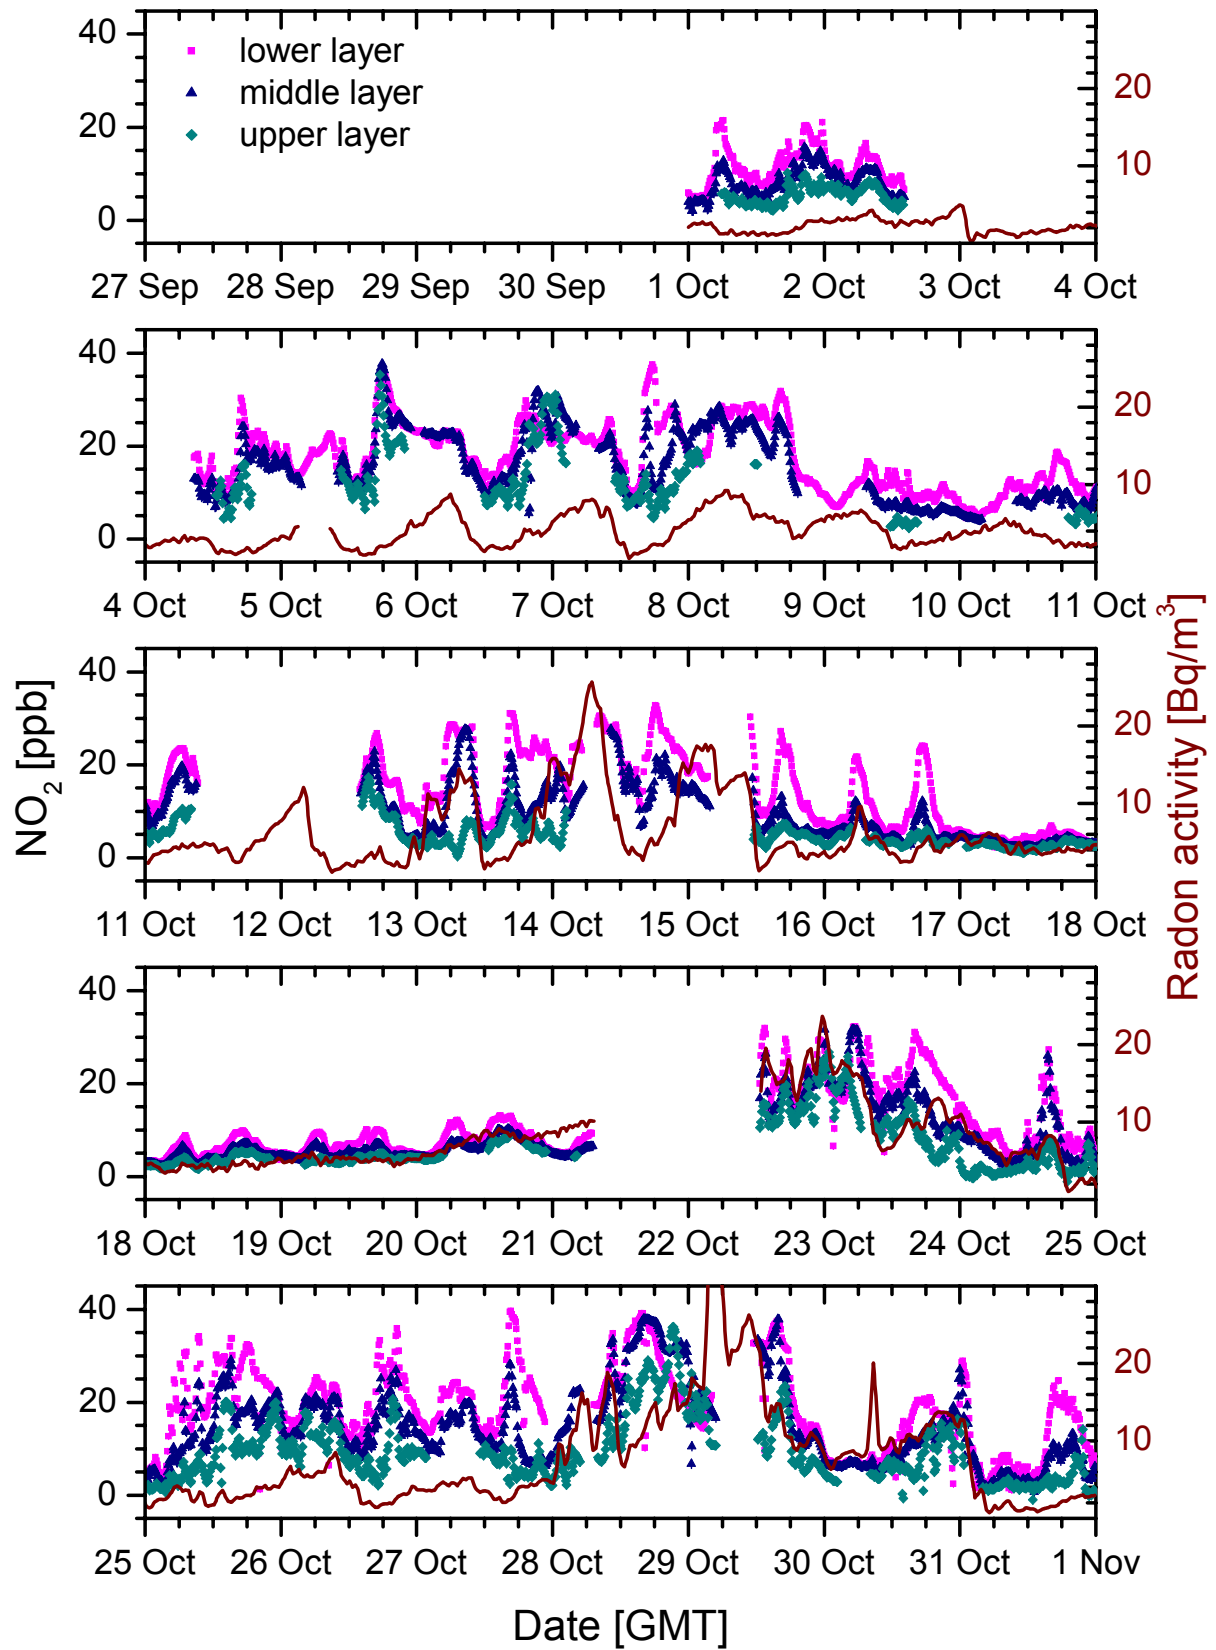 40
20
0
lower layer
middle layer
upper layer
20
10
27 Sep 28 Sep 29 Sep 30 Sep 1 Oct 2 Oct 3 Oct 4 Oct
40
20
0
20
10
4 Oct 5 Oct 6 Oct 7 Oct 8 Oct 9 Oct 10 Oct 11 Oct
NO₂ [ppb]
Radon activity [Bq/m³]
40
20
0
20
10
11 Oct 12 Oct 13 Oct 14 Oct 15 Oct 16 Oct 17 Oct 18 Oct
40
20
0
20
10
18 Oct 19 Oct 20 Oct 21 Oct 22 Oct 23 Oct 24 Oct 25 Oct
40
20
0
20
10
25 Oct 26 Oct 27 Oct 28 Oct 29 Oct 30 Oct 31 Oct 1 Nov
Date [GMT]